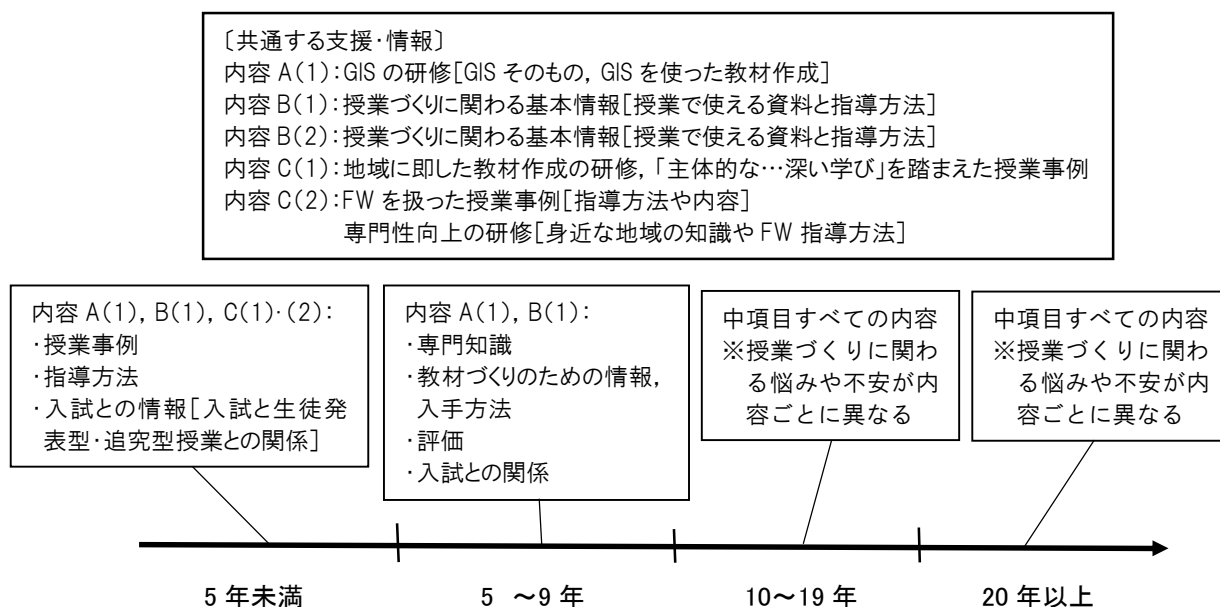 〔共通する支援・情報〕
内容 A(1):GIS の研修[GIS そのもの, GIS を使った教材作成]
内容 B(1):授業づくりに関わる基本情報[授業で使える資料と指導方法]
内容 B(2):授業づくりに関わる基本情報[授業で使える資料と指導方法]
内容 C(1):地域に即した教材作成の研修, 「主体的な…深い学び」を踏まえた授業事例
内容 C(2):FW を扱った授業事例[指導方法や内容]
専門性向上の研修[身近な地域の知識や FW 指導方法]
内容 A(1), B(1), C(1)·(2):
・授業事例
・指導方法
・入試との情報[入試と生徒発
表型・追究型授業との関係]
内容 A(1), B(1):
・専門知識
・教材づくりのための情報,
入手方法
・評価
・入試との関係
中項目すべての内容
※授業づくりに関わ
る悩みや不安が内
容ごとに異なる
中項目すべての内容
※授業づくりに関わ
る悩みや不安が内
容ごとに異なる
5 年未満
5 ～9 年
10～19 年
20 年以上